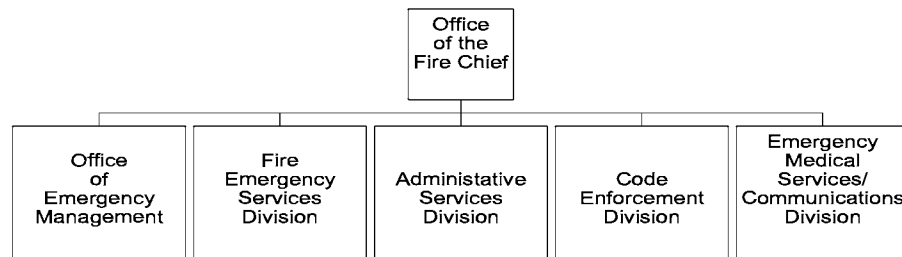 Office
of the
Fire Chief
Office
of
Emergency
Management
Fire
Emergency
Services
Division
Administative
Services
Division
Code
Enforcement
Division
Emergency
Medical
Services/
Communications
Division